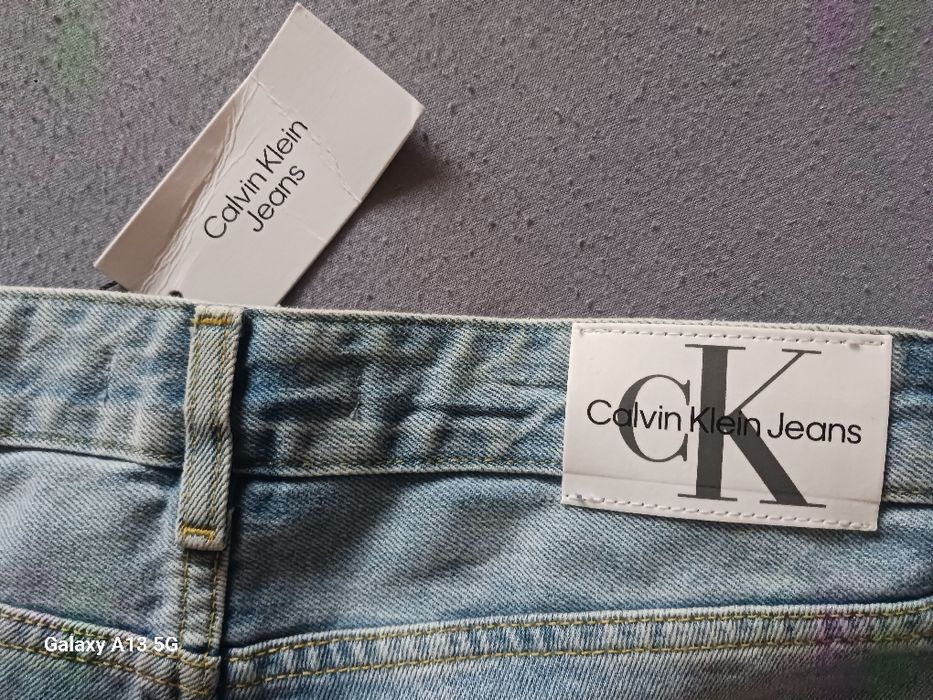 Calvin Klein
Jeans
CK
Calvin Klein Jeans
Galaxy A13 5G